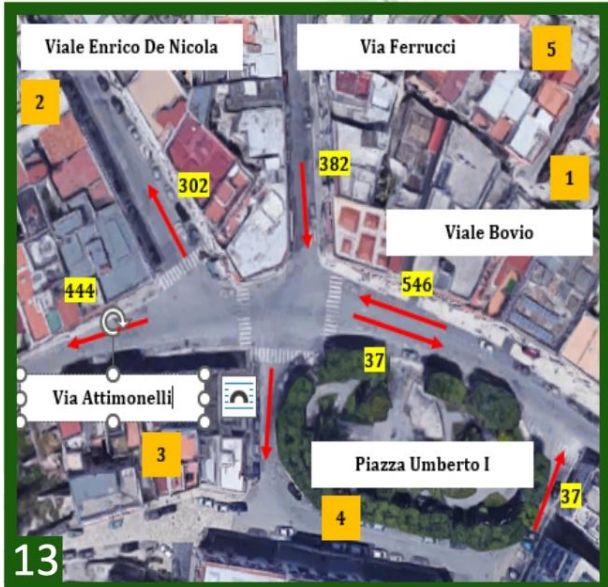 Viale Enrico De Nicola
Via Ferrucci
5
2
382
302
1
Viale Bovio
444
546
37
Via Attimonelli
3
Piazza Umberto I
37
4
13